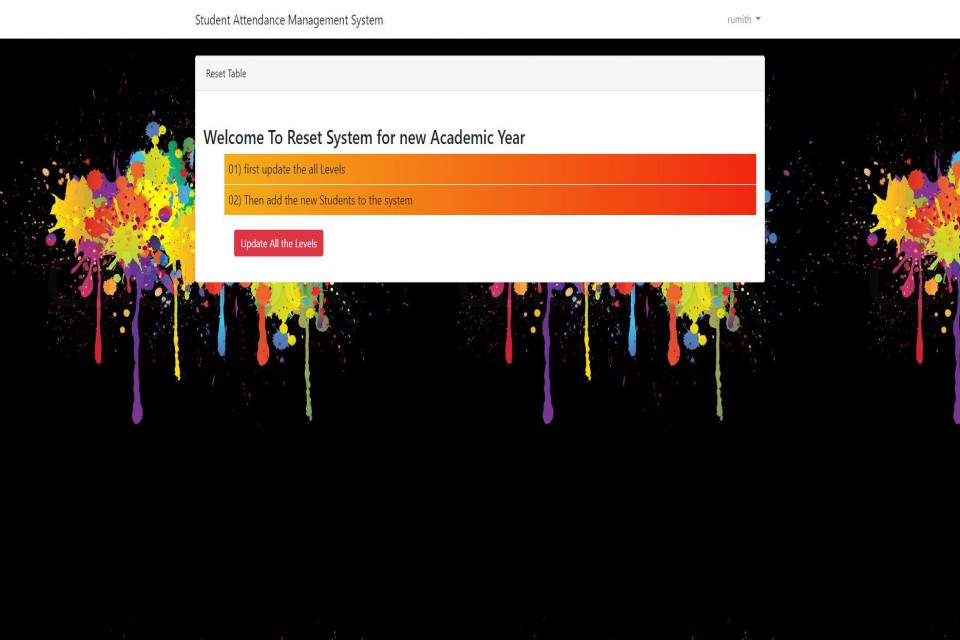 Student Attendance Management System
rumith
Reset Table
Welcome To Reset System for new Academic Year
01) first update the all Levels
02) Then add the new Students to the system
Update All the Levels